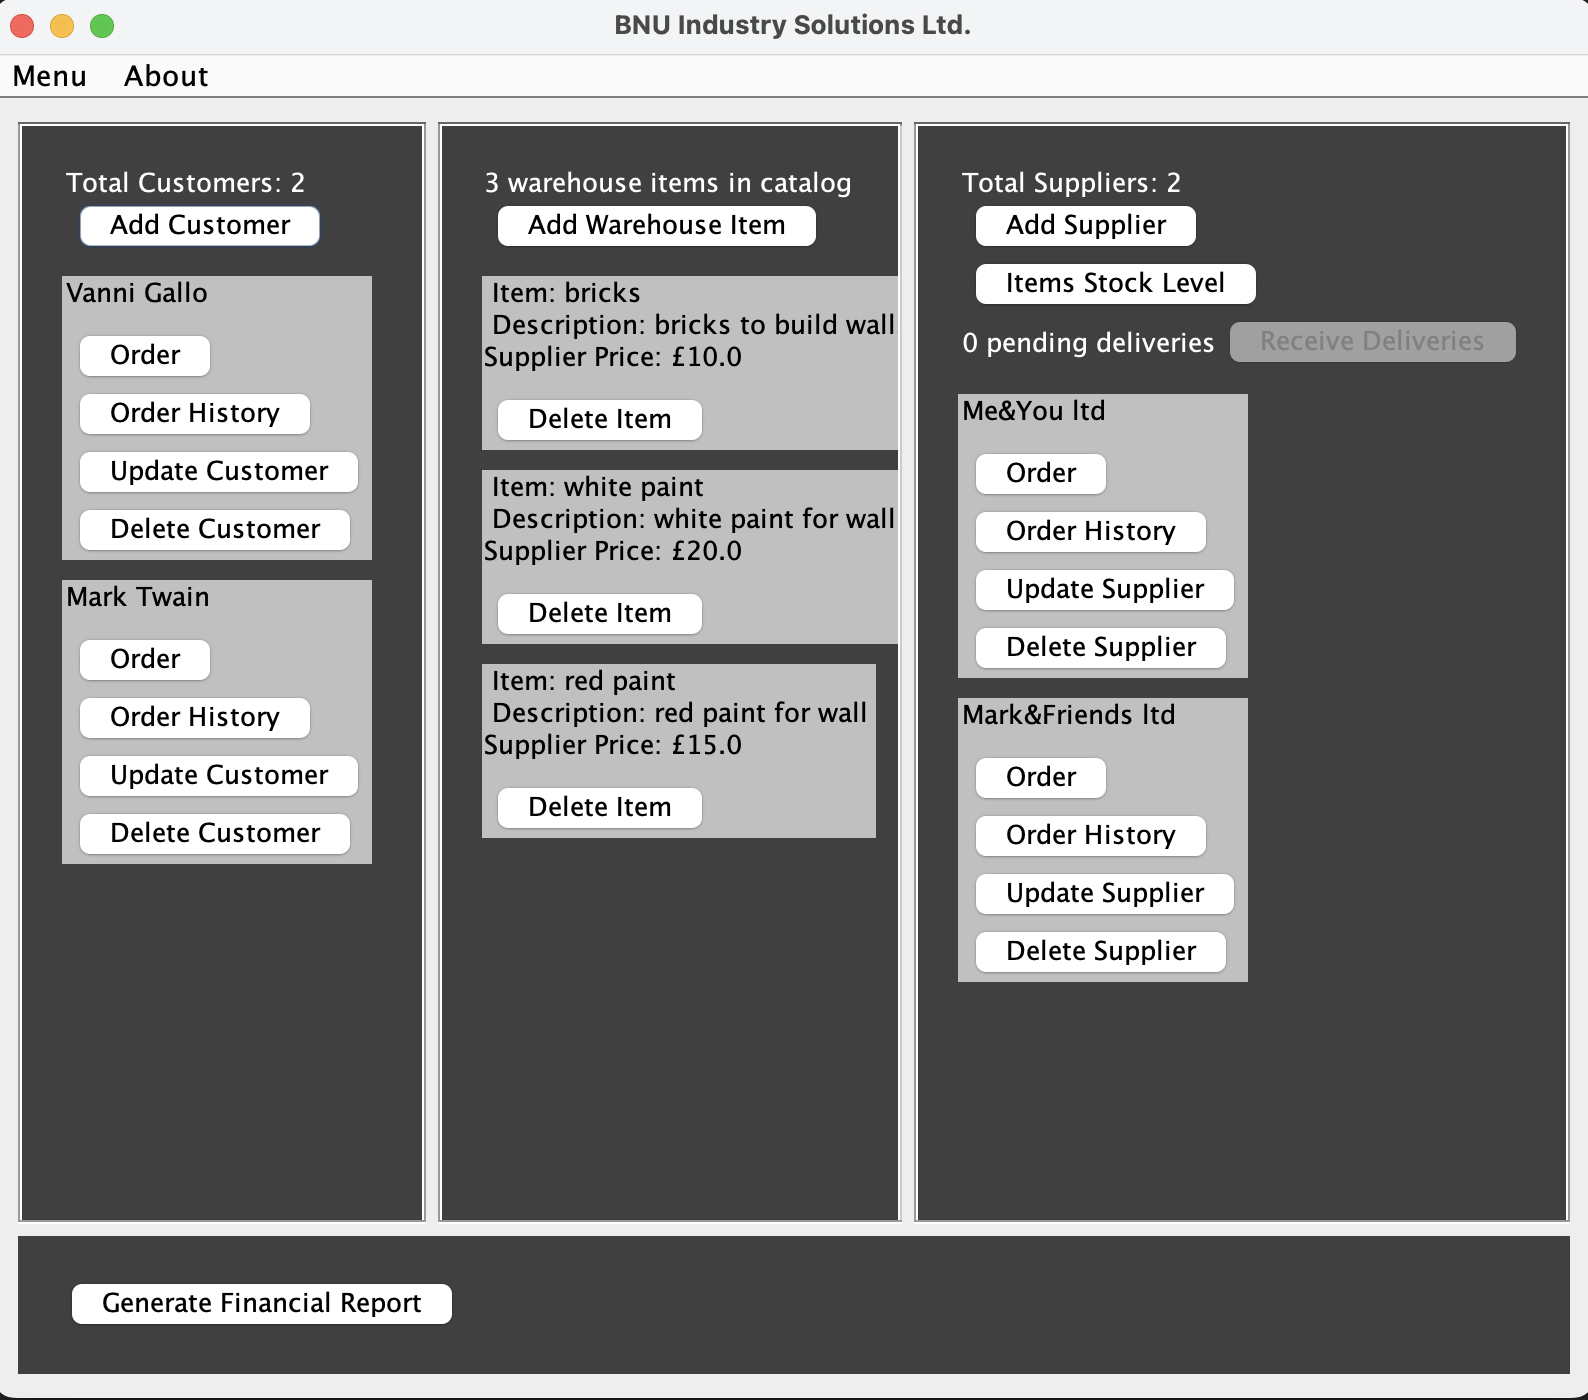 BNU Industry Solutions Ltd.
Menu About
Total Customers: 2
Add Customer
Vanni Gallo
Order
Order History
Update Customer
Delete Customer
Mark Twain
Order
Order History
Update Customer
Delete Customer
3 warehouse items in catalog
Add Warehouse Item
Item: bricks
Description: bricks to build wall
Supplier Price: £10.0
Delete Item
Item: white paint
Description: white paint for wall
Supplier Price: £20.0
Delete Item
Item: red paint
Description: red paint for wall
Supplier Price: £15.0
Delete Item
Total Suppliers: 2
Add Supplier
Items Stock Level
0 pending deliveries Receive Deliveries
Me&You ltd
Order
Order History
Update Supplier
Delete Supplier
Mark&Friends ltd
Order
Order History
Update Supplier
Delete Supplier
Generate Financial Report